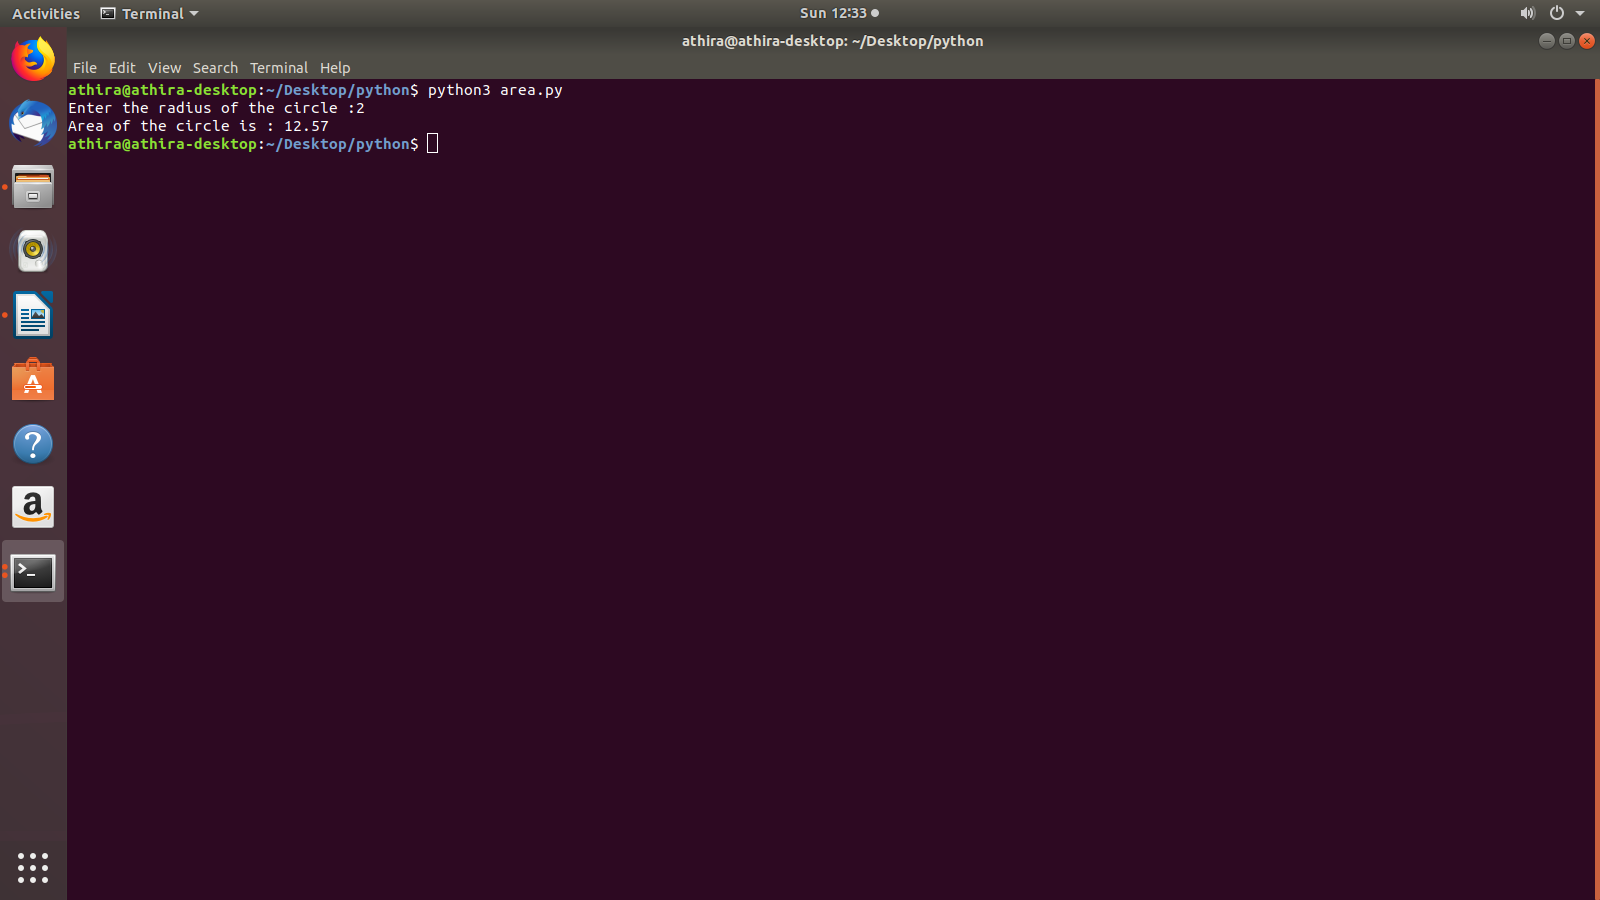 Activities Terminal Sun 12:33
athira@athira-desktop: ~/Desktop/python
File Edit View Search Terminal Help
athira@athira-desktop:~/Desktop/python$ python3 area.py
Enter the radius of the circle :2
Area of the circle is : 12.57
athira@athira-desktop:~/Desktop/python$